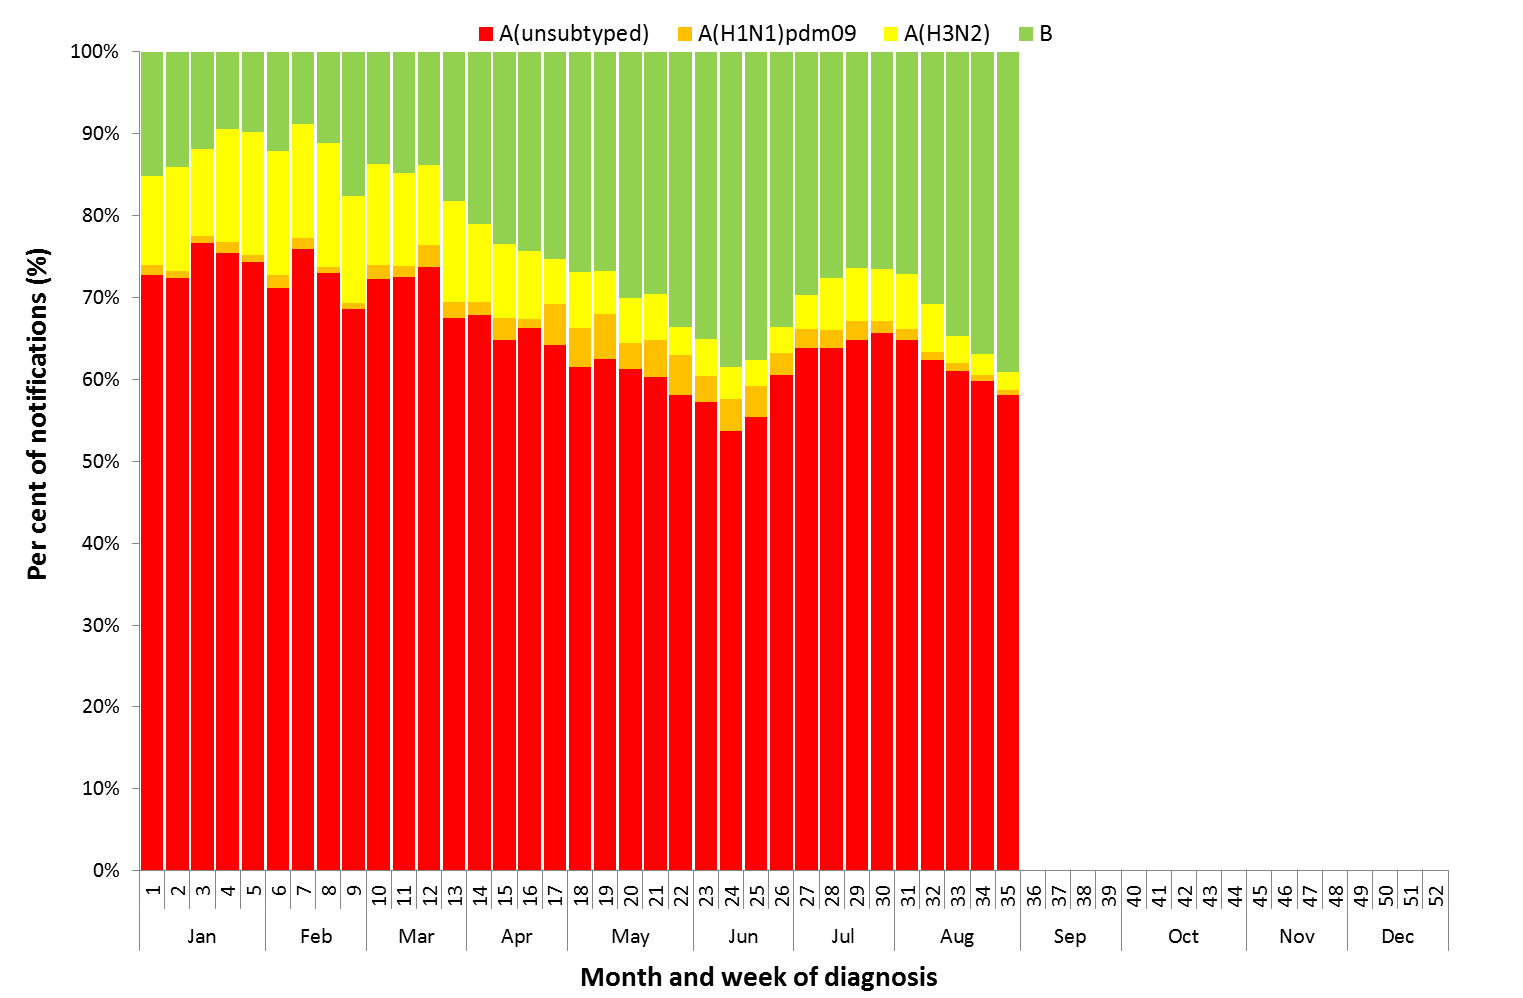 A(unsubtyped) A(H1N1)pdm09 A(H3N2) B
100%
90%
80%
70%
60%
50%
40%
30%
20%
10%
0%
Per cent of notifications (%)
1 2 3 4 5 6 7 8 9 10 11 12 13 14 15 16 17 18 19 20 21 22 23 24 25 26 27 28 29 30 31 32 33 34 35 36 37 38 39 40 41 42 43 44 45 46 47 48 49 50 51 52
Jan Feb Mar Apr May Jun Jul Aug Sep Oct Nov Dec
Month and week of diagnosis